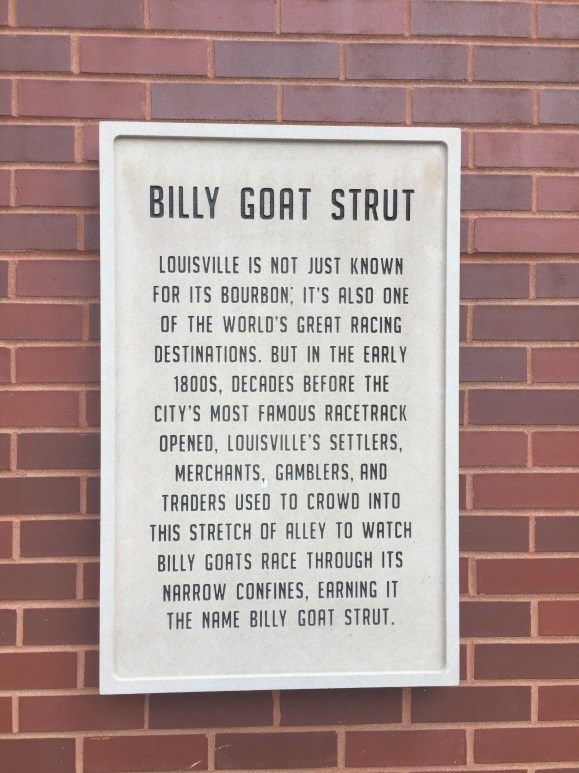 BILLY GOAT STRUT
LOUISVILLE IS NOT JUST KNOWN
FOR ITS BOURBON; IT'S ALSO ONE
OF THE WORLD'S GREAT RACING
DESTINATIONS. BUT IN THE EARLY
1800S, DECADES BEFORE THE
CITY'S MOST FAMOUS RACETRACK
OPENED, LOUISVILLE'S SETTLERS,
MERCHANTS, GAMBLERS, AND
TRADERS USED TO CROWD INTO
THIS STRETCH OF ALLEY TO WATCH
BILLY GOATS RACE THROUGH ITS
NARROW CONFINES, EARNING IT
THE NAME BILLY GOAT STRUT.